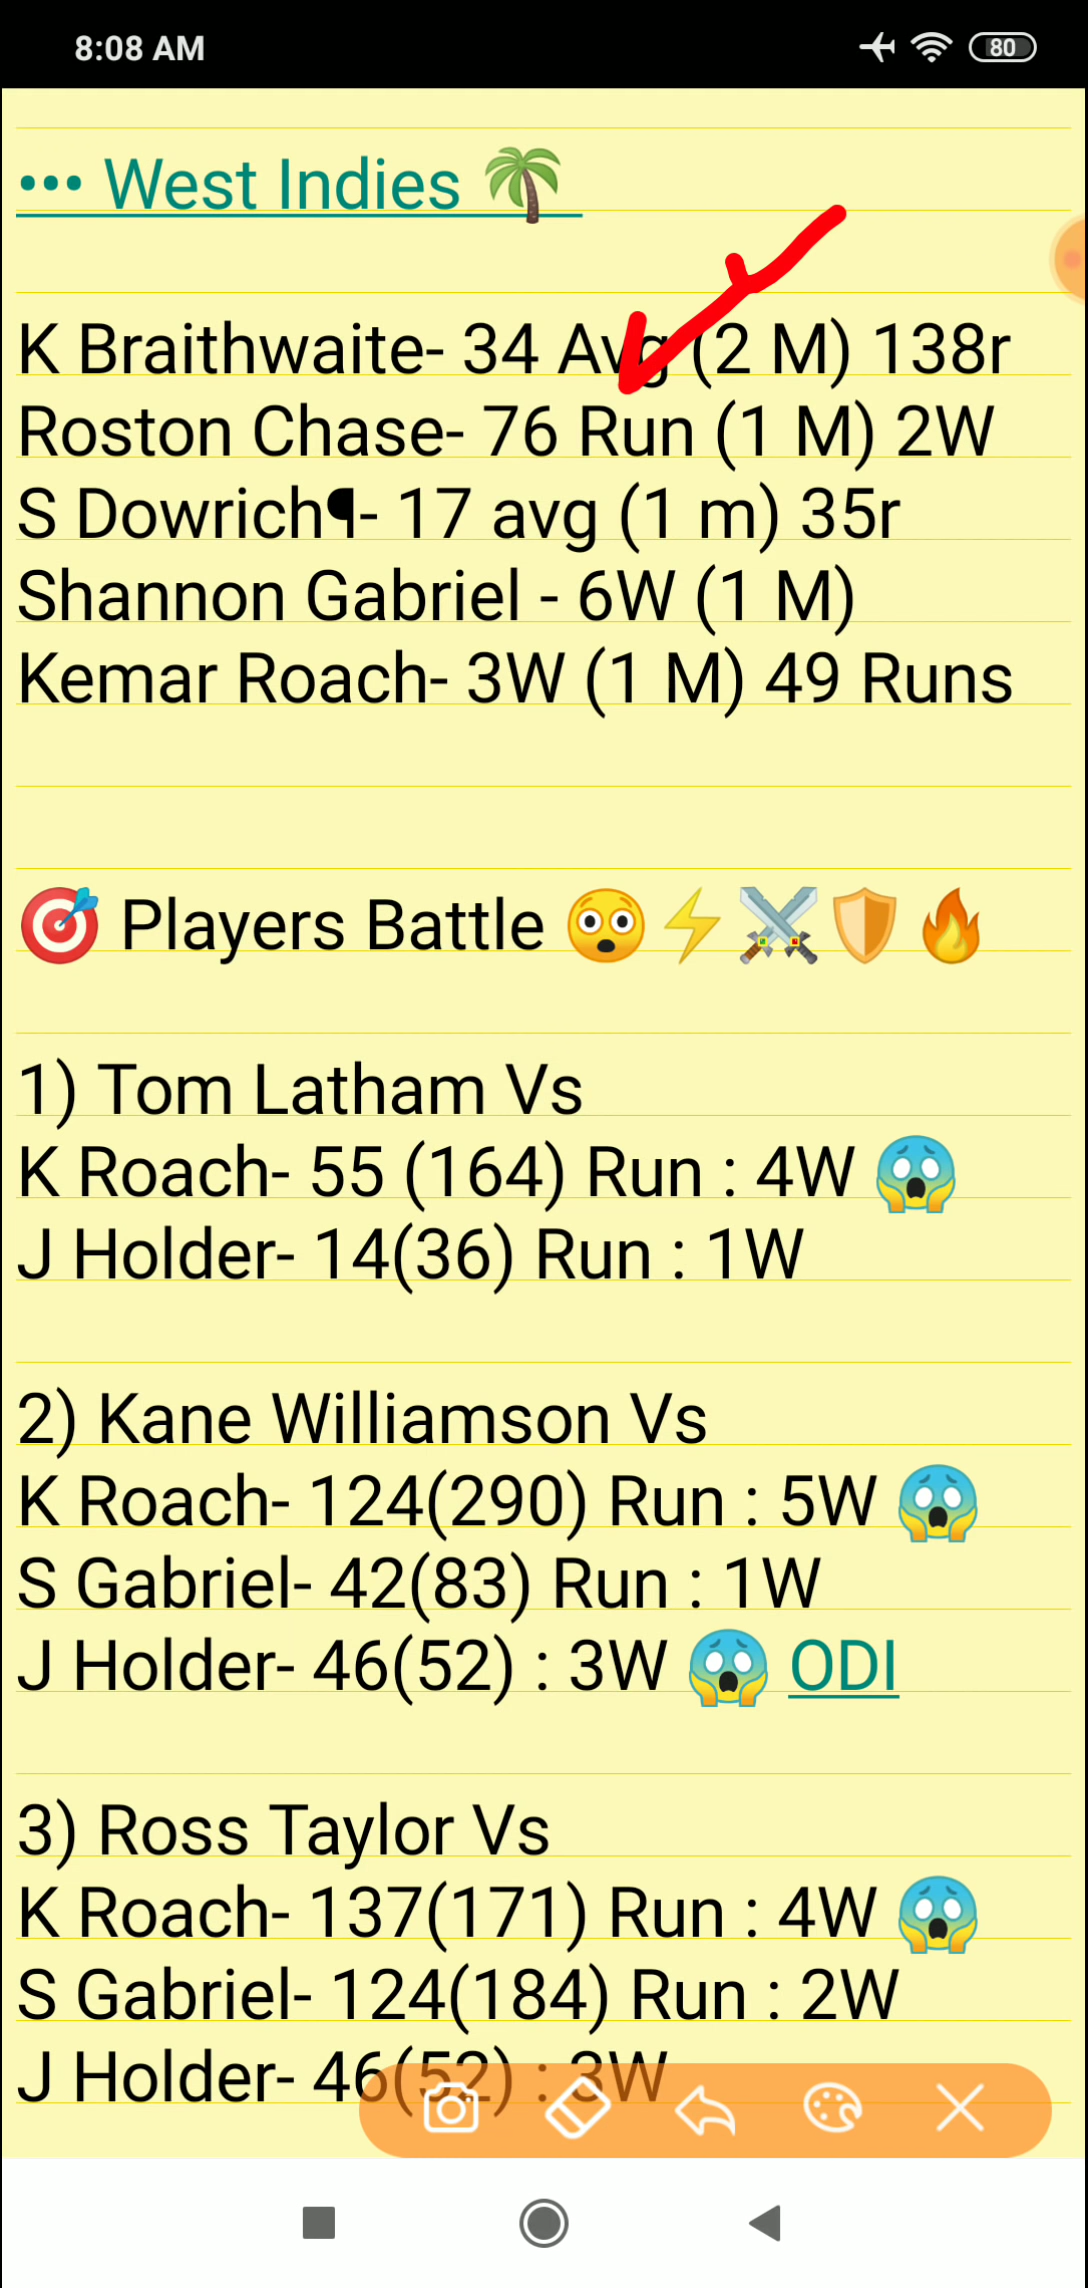 8:08 AM
80
••• West Indies 🌴
K Braithwaite- 34 Avg (2 M) 138r
Roston Chase- 76 Run (1 M) 2W
S Dowrich¶- 17 avg (1 m) 35r
Shannon Gabriel - 6W (1 M)
Kemar Roach- 3W (1 M) 49 Runs
🎯 Players Battle 😲⚡⚔️🛡️🔥
1) Tom Latham Vs
K Roach- 55 (164) Run : 4W 😱
J Holder- 14(36) Run : 1W
2) Kane Williamson Vs
K Roach- 124(290) Run : 5W 😱
S Gabriel- 42(83) Run : 1W
J Holder- 46(52) : 3W 😱 ODI
3) Ross Taylor Vs
K Roach- 137(171) Run : 4W 😱
S Gabriel- 124(184) Run : 2W
J Holder- 46(52) : 3W